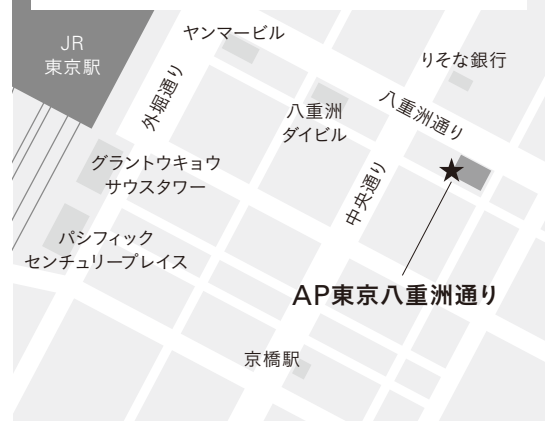 JR
東京駅
ヤンマービル
りそな銀行
外堀通り
八重洲
ダイビル
八重洲通り
グラントウキョウ
サウスタワー
中央通り
パシフィック
センチュリープレイス
AP東京八重洲通り
京橋駅